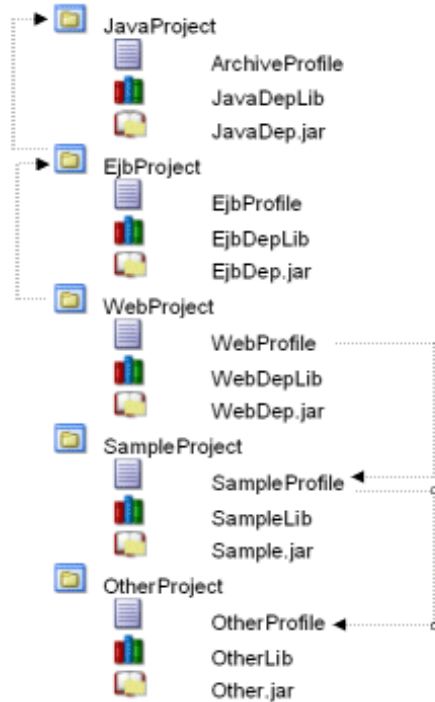 JavaProject
ArchiveProfile
JavaDepLib
JavaDep.jar
EjbProject
EjbProfile
EjbDepLib
EjbDep.jar
WebProject
WebProfile
WebDepLib
WebDep.jar
SampleProject
SampleProfile
SampleLib
Sample.jar
OtherProject
OtherProfile
OtherLib
Other.jar